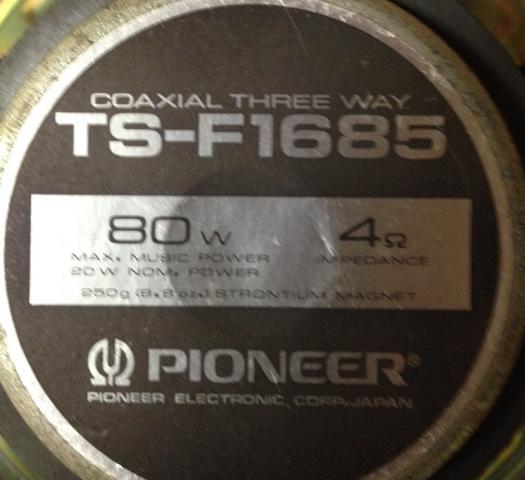 COAXIAL THREE WAY
TS-F1685
80 W 4Ω
MAX. MUSIC POWER IMPEDANCE
20 W NOM. POWER
250g (8.8 oz.) STRONTIUM MAGNET
PIONEER®
PIONEER ELECTRONIC CORP. JAPAN